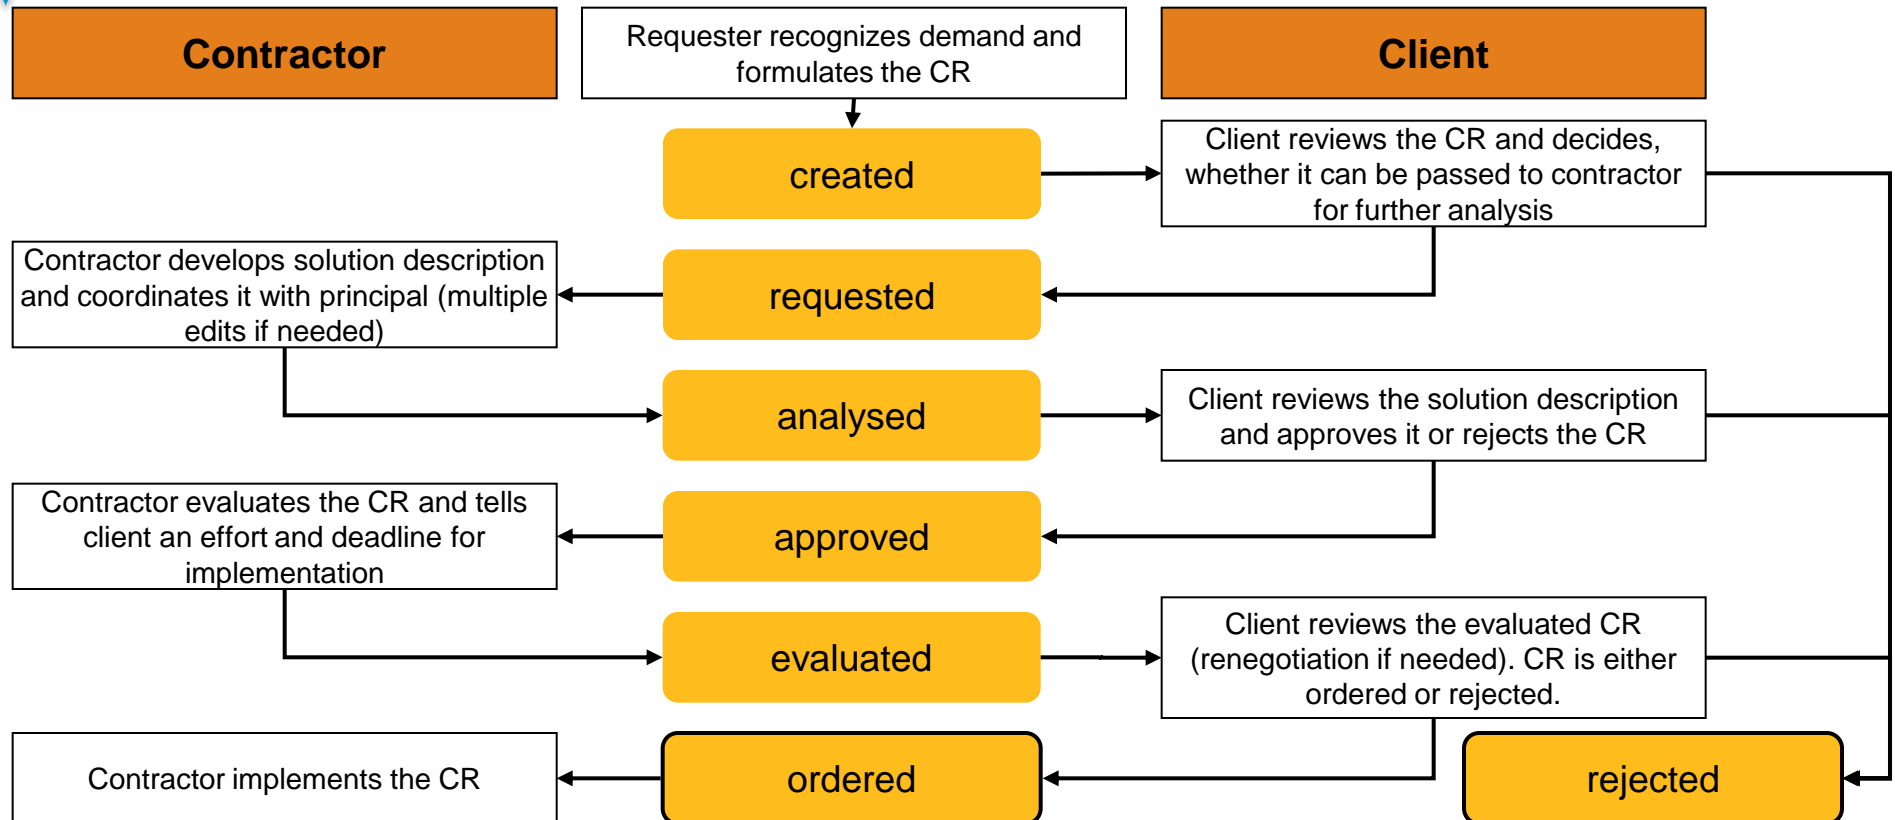 Contractor
Requester recognizes demand and
formulates the CR
Client
created
Client reviews the CR and decides,
whether it can be passed to contractor
for further analysis
Contractor develops solution description
and coordinates it with principal (multiple
edits if needed)
requested
analysed
Client reviews the solution description
and approves it or rejects the CR
Contractor evaluates the CR and tells
client an effort and deadline for
implementation
approved
evaluated
Client reviews the evaluated CR
(renegotiation if needed). CR is either
ordered or rejected.
Contractor implements the CR
ordered
rejected